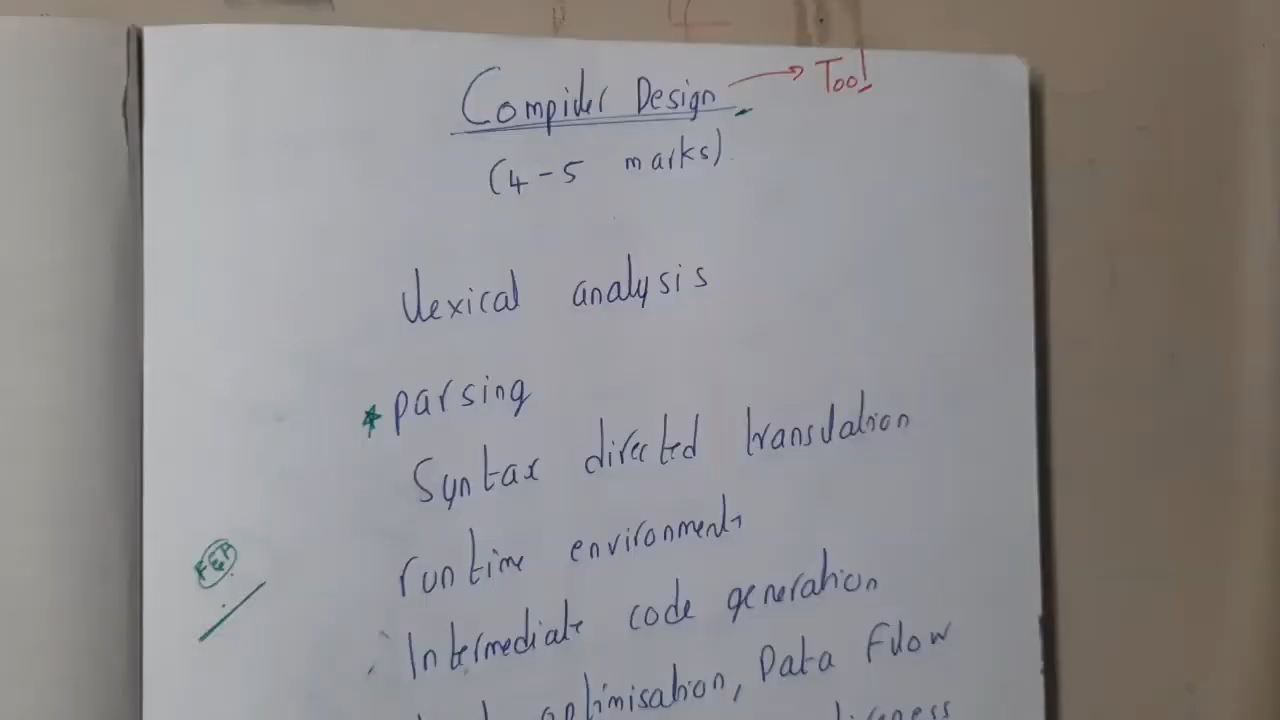 Compiler Design → Tool
(4-5 marks)
lexical analysis
* parsing
Syntax directed translation
runtime environments
Intermediate code generation
optimisation, Data Flow